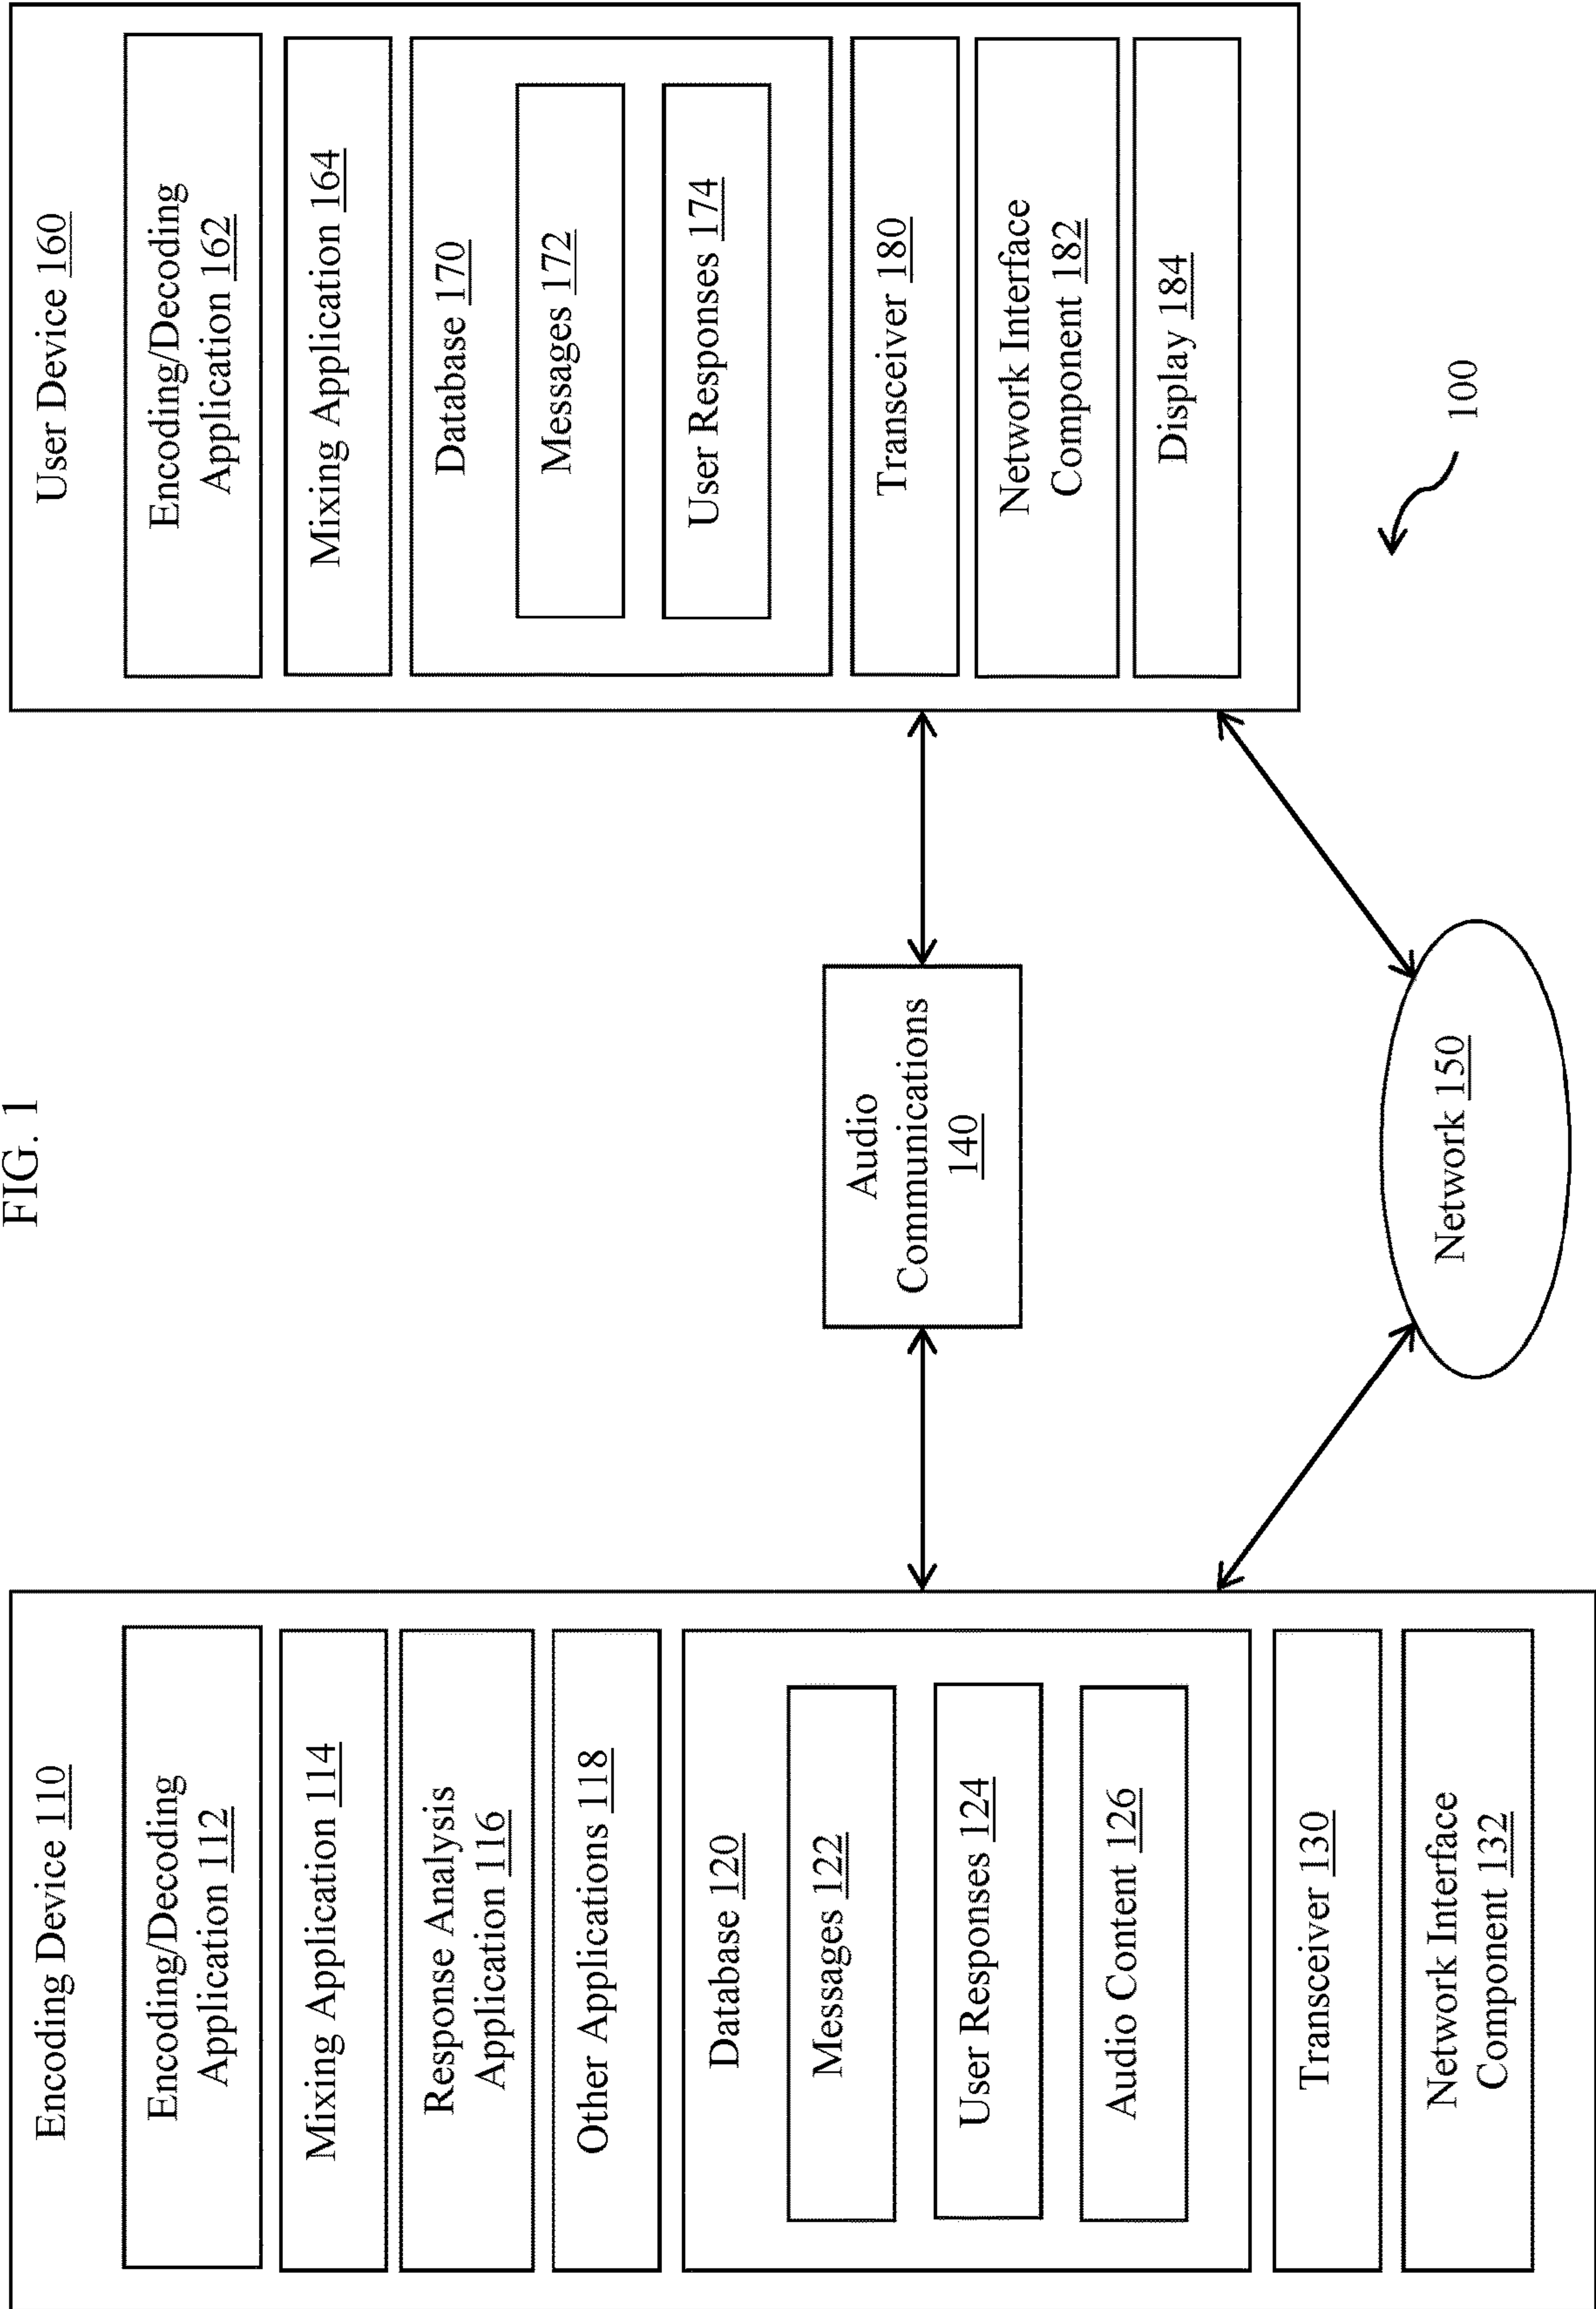 FIG. 1
Encoding Device 110
Encoding/Decoding
Application 112
Mixing Application 114
Response Analysis
Application 116
Other Applications 118
Database 120
Messages 122
User Responses 124
Audio Content 126
Transceiver 130
Network Interface
Component 132
Audio
Communications
140
Network 150
User Device 160
Encoding/Decoding
Application 162
Mixing Application 164
Database 170
Messages 172
User Responses 174
Transceiver 180
Network Interface
Component 182
Display 184
100